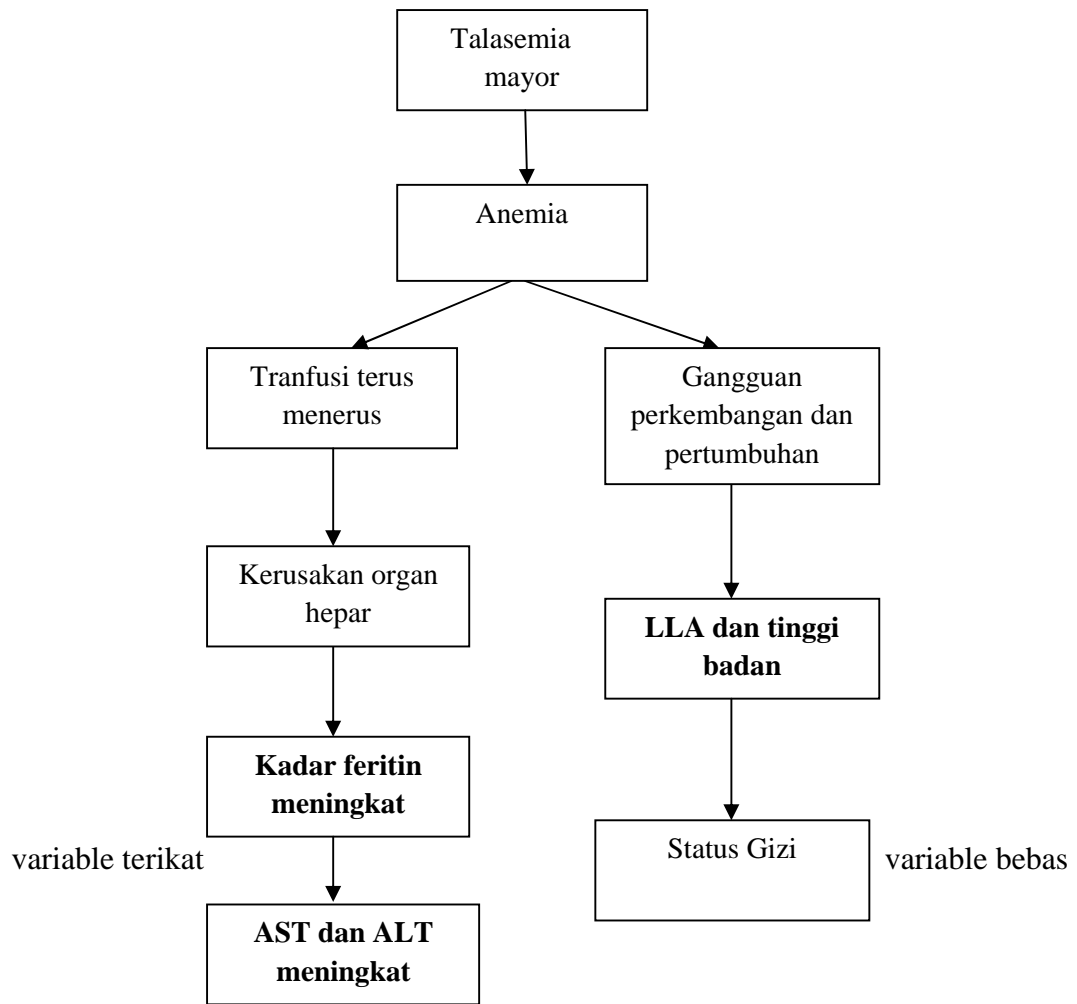 Talasemia
mayor
Anemia
Tranfusi terus
menerus
Gangguan
perkembangan dan
pertumbuhan
Kerusakan organ
hepar
LLA dan tinggi
badan
Kadar feritin
meningkat
variable terikat
Status Gizi
variable bebas
AST dan ALT
meningkat